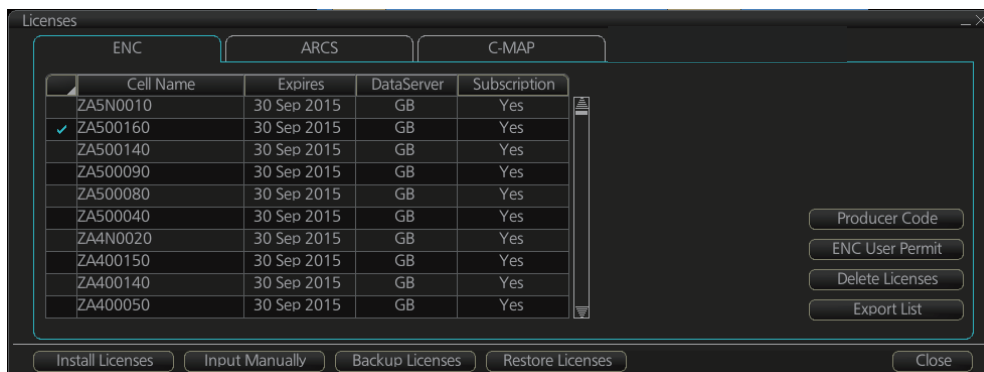 Licenses
ENC ARCS C-MAP
Cell Name Expires DataServer Subscription
ZA5N0010 30 Sep 2015 GB Yes
ZA500160 30 Sep 2015 GB Yes
ZA500140 30 Sep 2015 GB Yes
ZA500090 30 Sep 2015 GB Yes
ZA500080 30 Sep 2015 GB Yes
ZA500040 30 Sep 2015 GB Yes
Producer Code
ZA4N0020 30 Sep 2015 GB Yes
ENC User Permit
ZA400150 30 Sep 2015 GB Yes
ZA400140 30 Sep 2015 GB Yes
Delete Licenses
ZA400050 30 Sep 2015 GB Yes
Export List
Install Licenses Input Manually Backup Licenses Restore Licenses Close